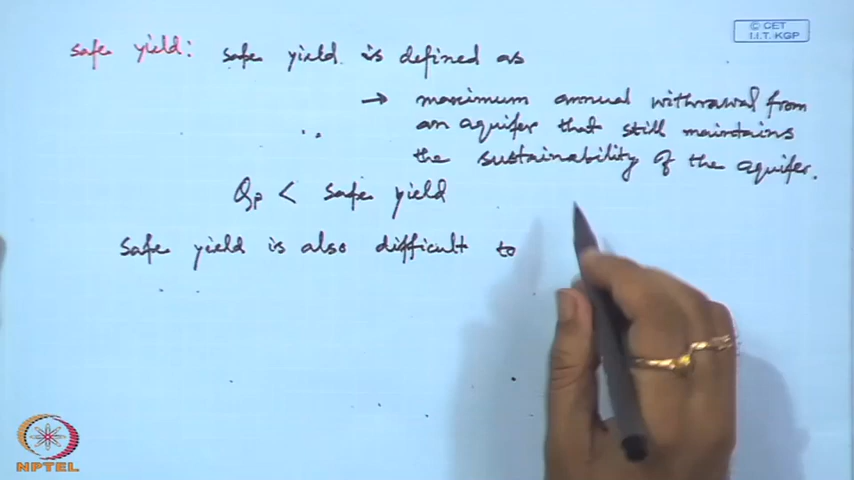 © CET
I.I.T. KGP
safe yield: safe yield is defined as
→ maximum annual withrawal from
an aquifer that still maintains
the sustainability of the aquifer.
Qp < safe yield
safe yield is also difficult to
NPTEL